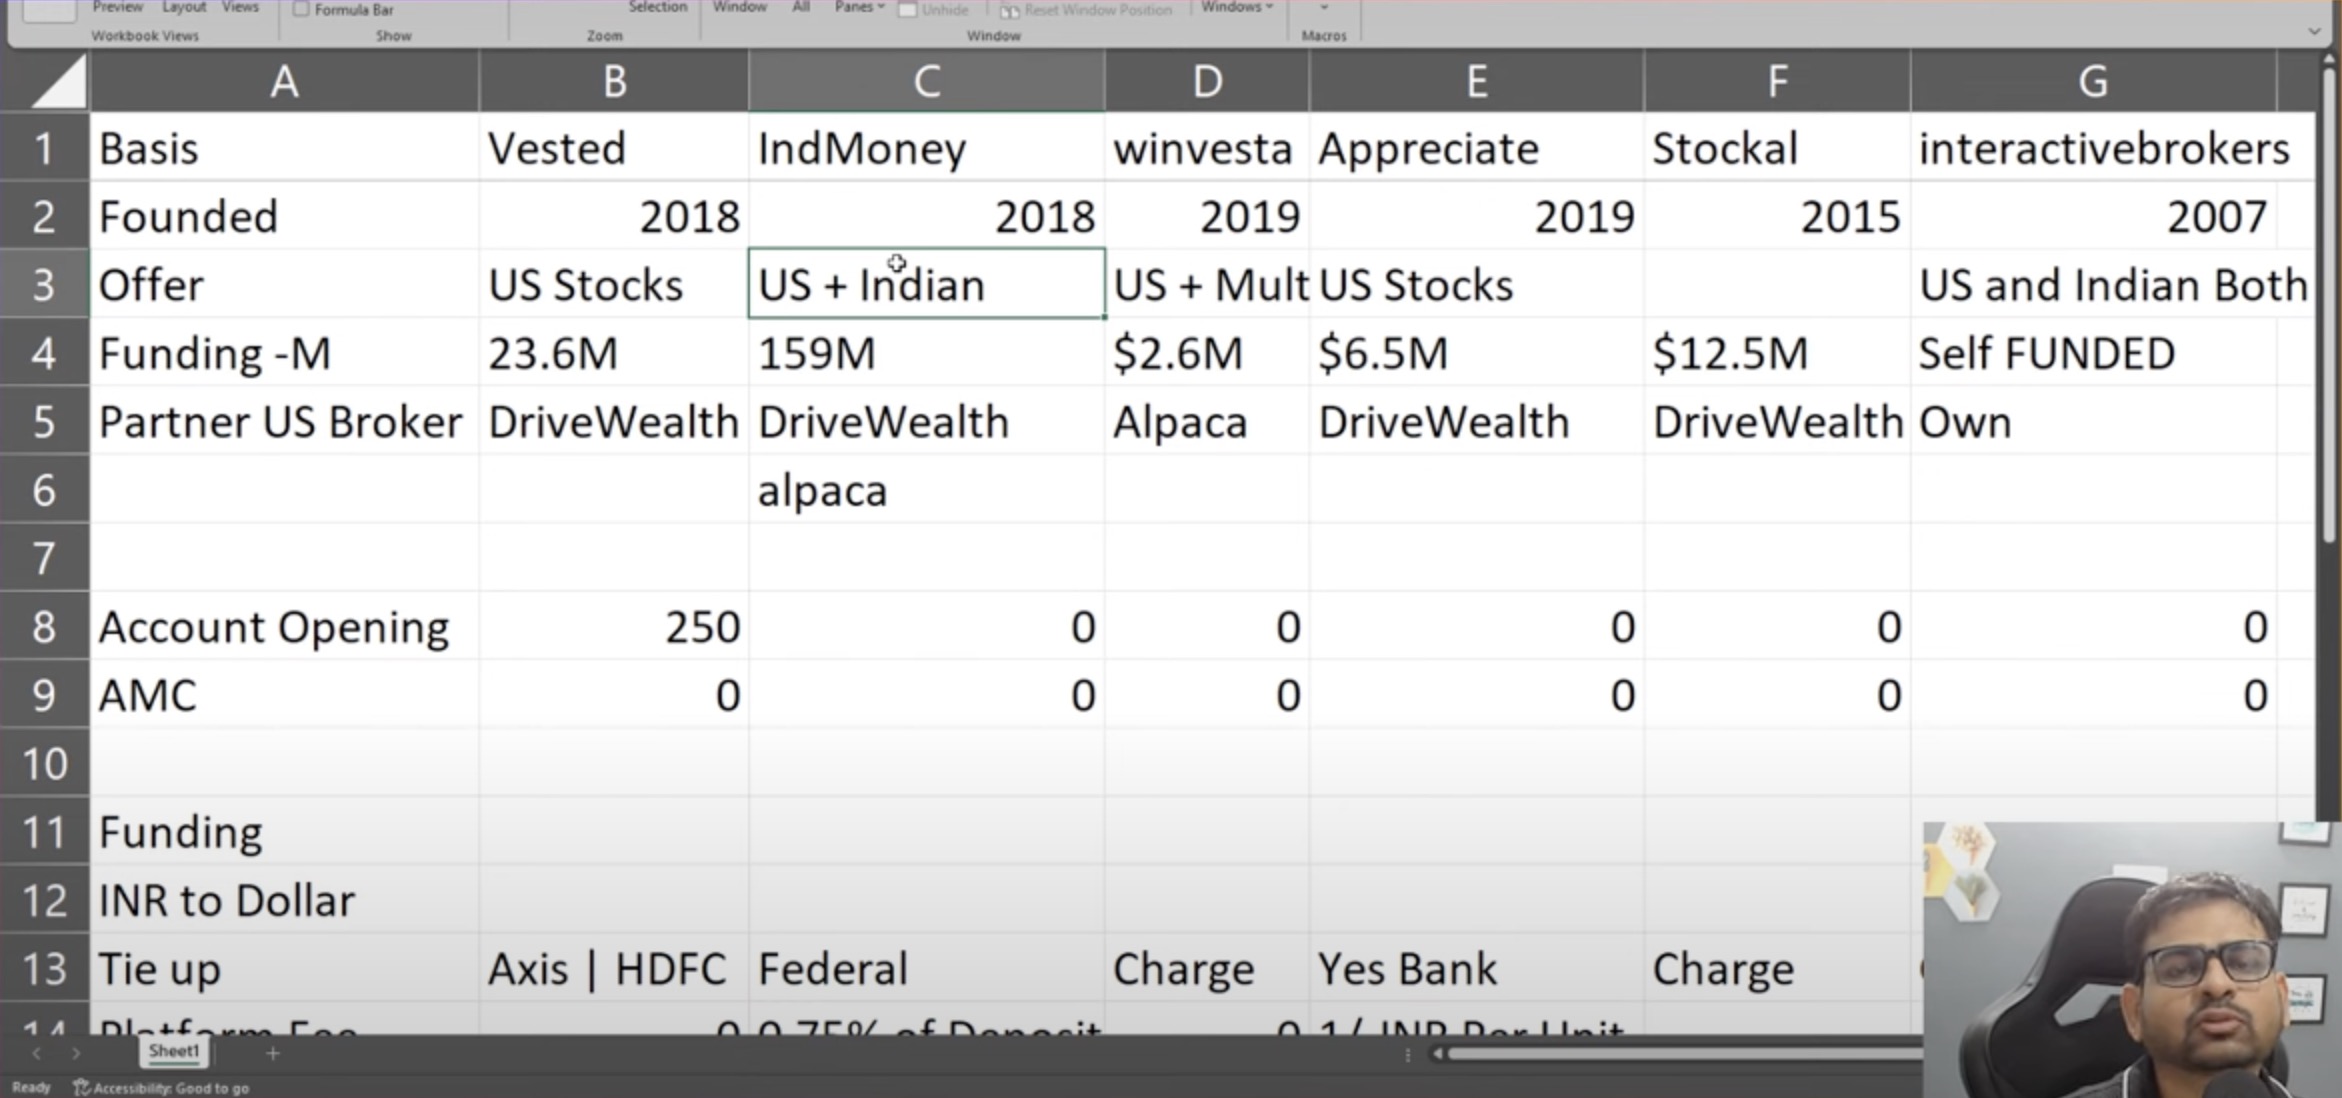 Preview Layout Views Formula Bar Selection Window All Panes Unhide Reset Window Position Windows
Workbook Views Show Zoom Window Macros
A B C D E F G
1 Basis Vested IndMoney winvesta Appreciate Stockal interactivebrokers
2 Founded 2018 2018 2019 2019 2015 2007
3 Offer US Stocks US + Indian US + Mult US Stocks US and Indian Both
4 Funding -M 23.6M 159M $2.6M $6.5M $12.5M Self FUNDED
5 Partner US Broker DriveWealth DriveWealth Alpaca DriveWealth DriveWealth Own
6 alpaca
7
8 Account Opening 250 0 0 0 0 0
9 AMC 0 0 0 0 0 0
10
11 Funding
12 INR to Dollar
13 Tie up Axis | HDFC Federal Charge Yes Bank Charge
14 Platform Fee 0 0.75% of Deposit 0 1/ INR Per Unit
Sheet1
Ready Accessibility: Good to go